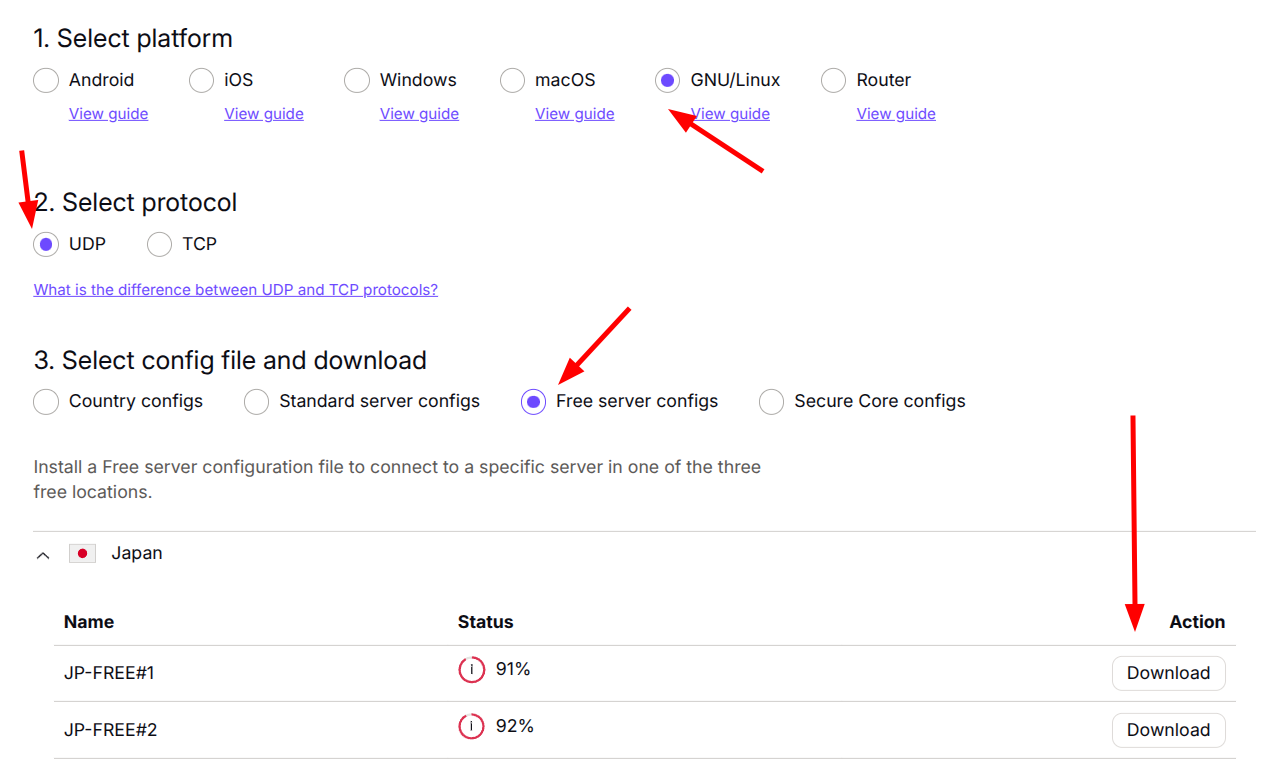 1. Select platform
Android iOS Windows macOS GNU/Linux Router
View guide View guide View guide View guide View guide View guide
2. Select protocol
UDP TCP
What is the difference between UDP and TCP protocols?
3. Select config file and download
Country configs Standard server configs Free server configs Secure Core configs
Install a Free server configuration file to connect to a specific server in one of the three
free locations.
Japan
Name Status Action
JP-FREE#1 i 91% Download
JP-FREE#2 i 92% Download